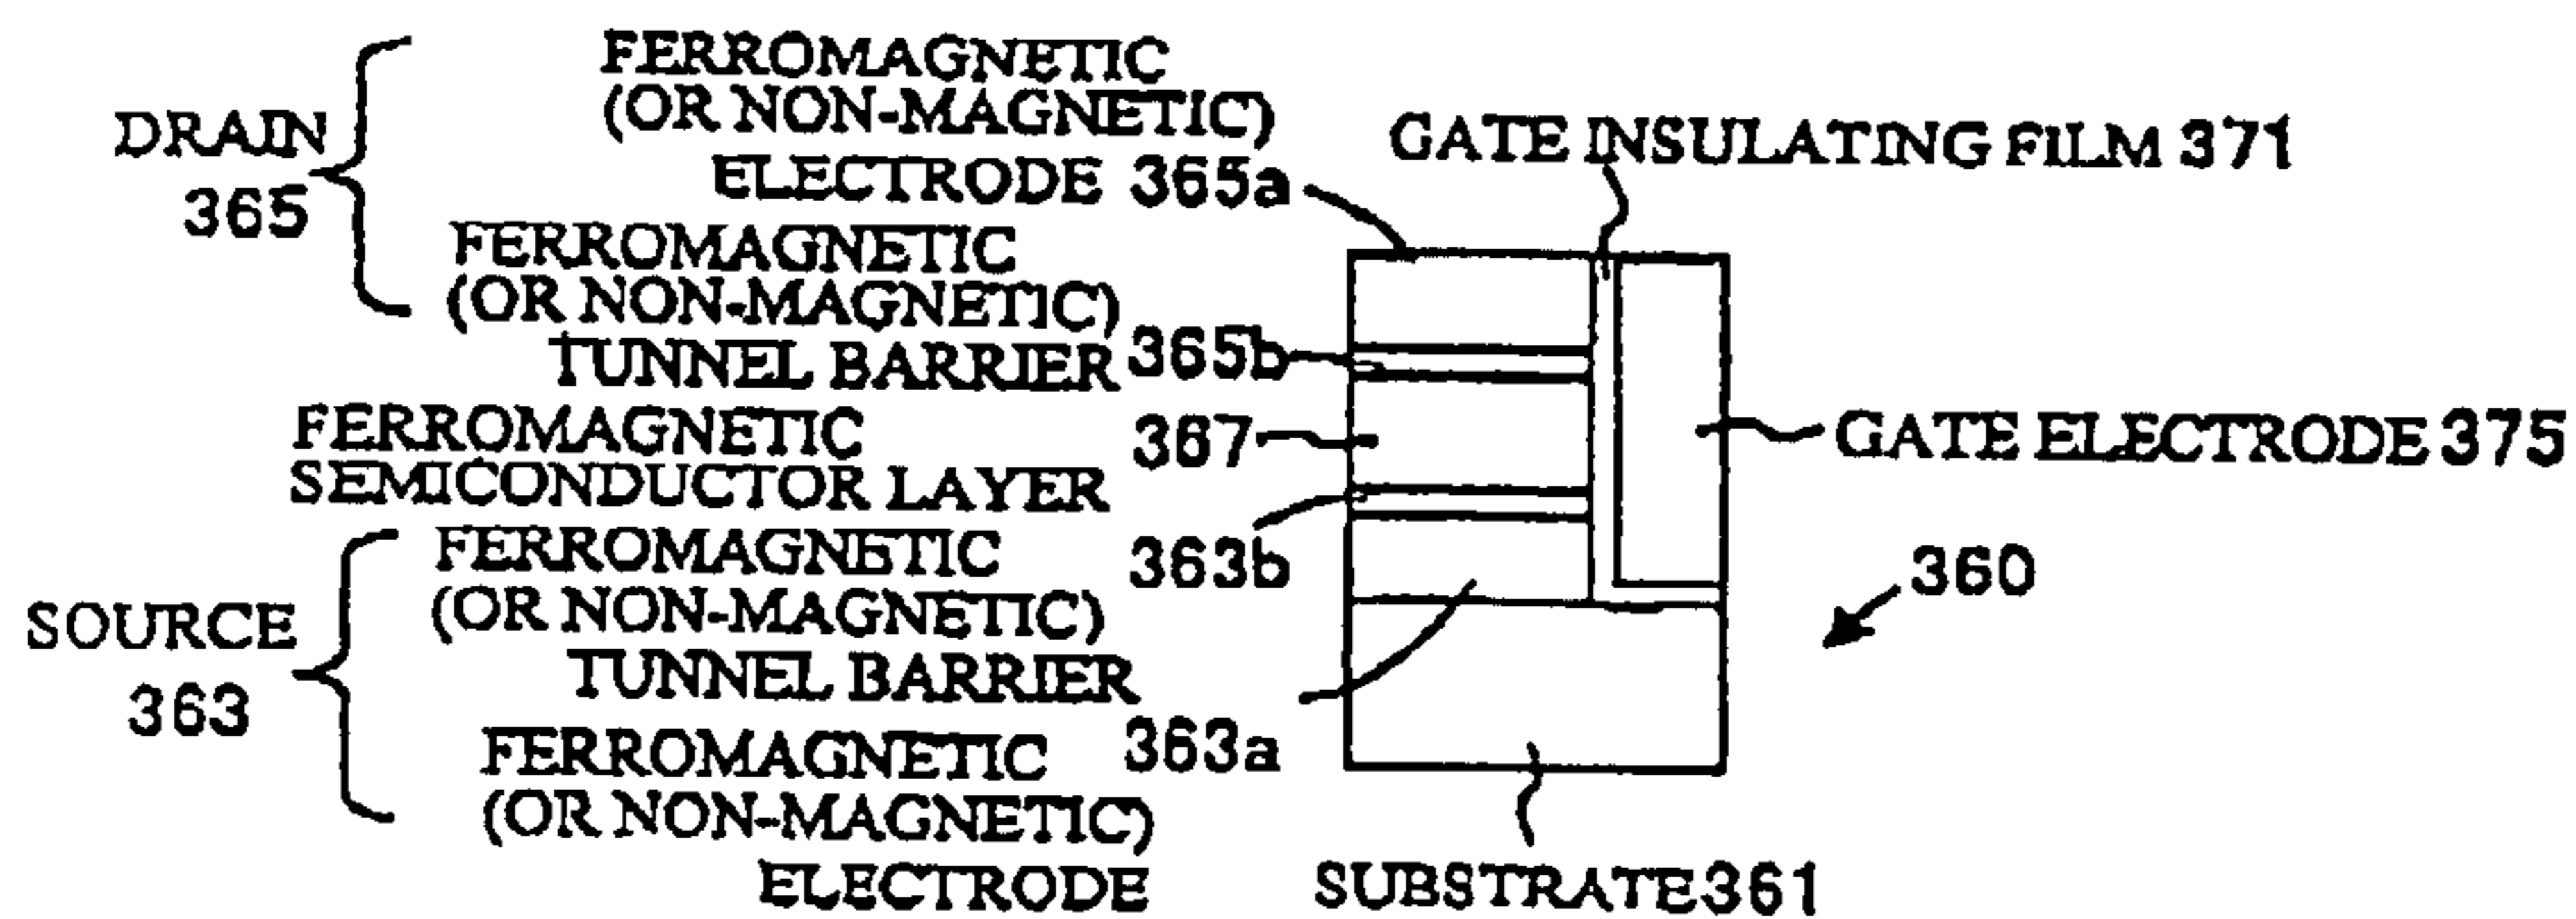 DRAIN
365
FERROMAGNETIC
(OR NON-MAGNETIC)
ELECTRODE 365a
FERROMAGNETIC
(OR NON-MAGNETIC)
TUNNEL BARRIER 365b
FERROMAGNETIC
SEMICONDUCTOR LAYER
367
SOURCE
363
FERROMAGNETIC
(OR NON-MAGNETIC)
TUNNEL BARRIER
363b
FERROMAGNETIC
(OR NON-MAGNETIC)
ELECTRODE
363a
GATE INSULATING FILM 371
GATE ELECTRODE 375
360
SUBSTRATE 361